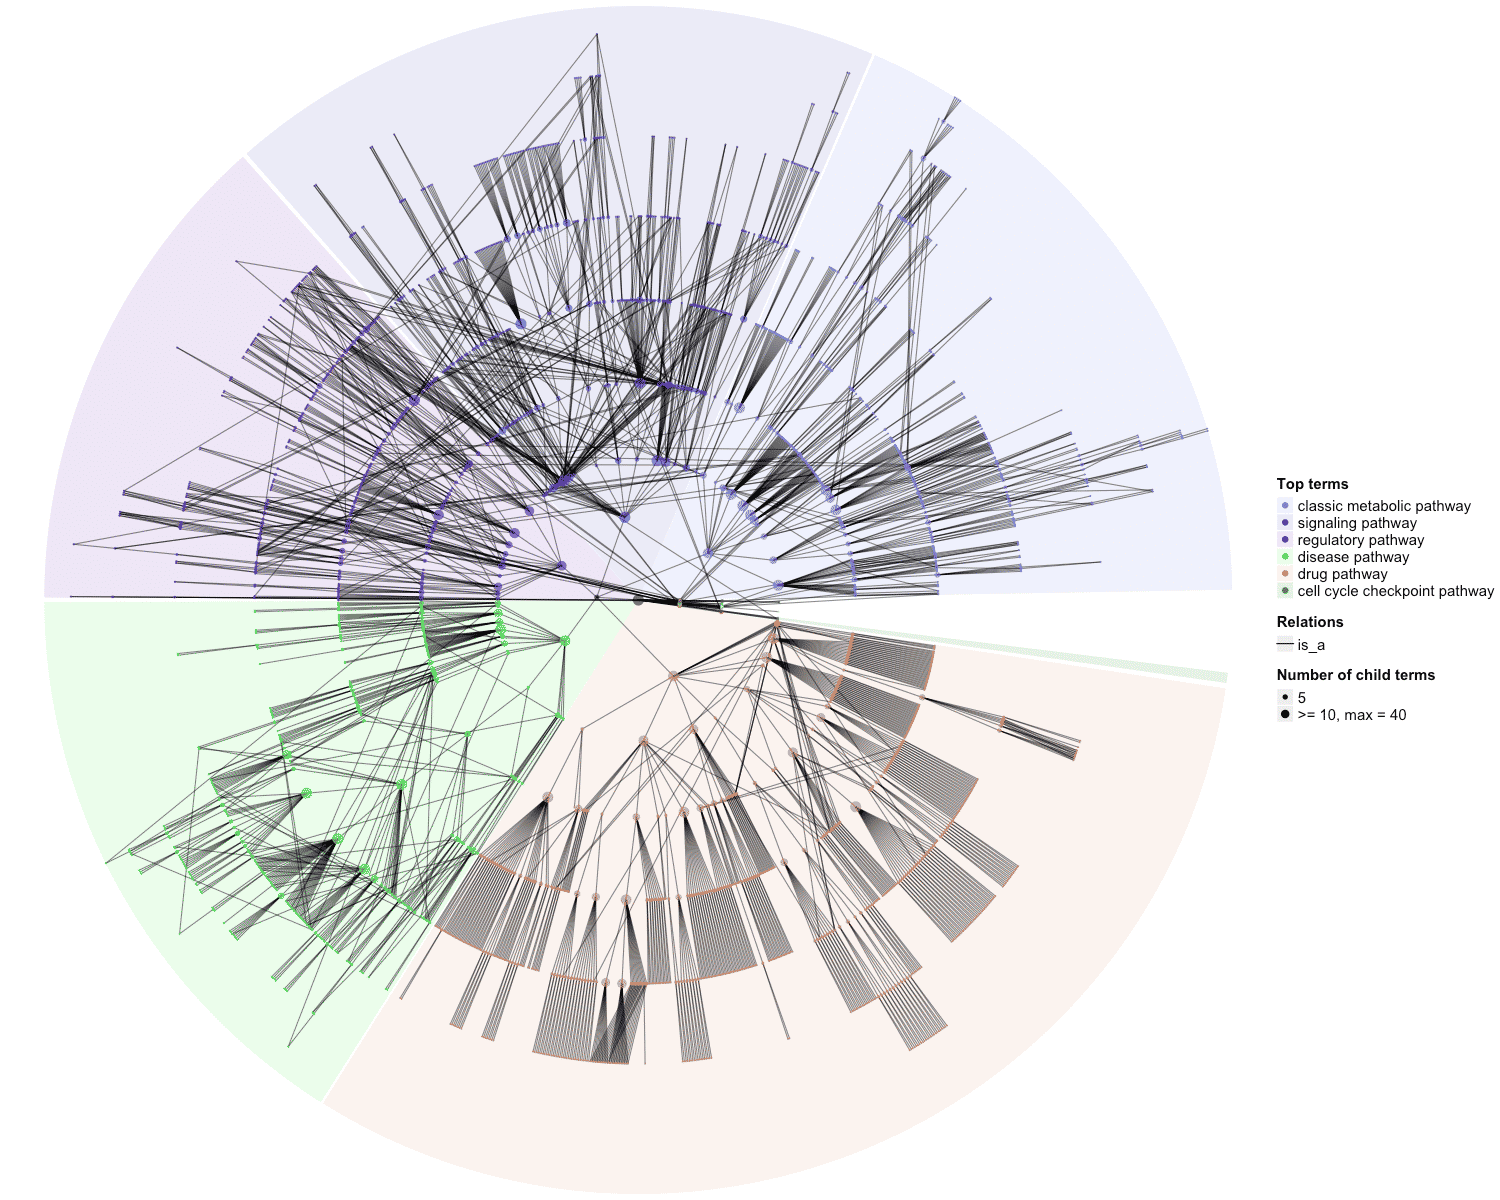 Top terms
classic metabolic pathway
signaling pathway
regulatory pathway
disease pathway
drug pathway
cell cycle checkpoint pathway
Relations
is_a
Number of child terms
5
>= 10, max = 40